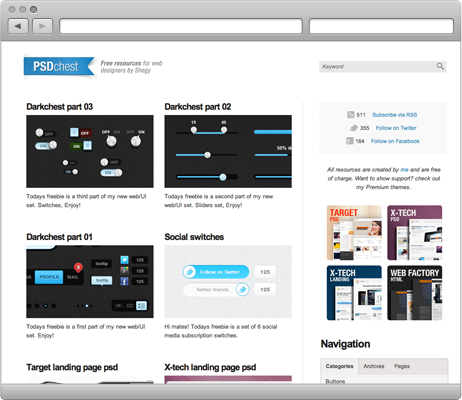 PSDchest
Free resources for web
designers by Shegy
Keyword
Darkchest part 03
OFF
ON
OFF
ON
ON
OFF
ON
OFF
Todays freebie is a third part of my new web/UI
set. Switches, Enjoy!
Darkchest part 02
15
40
50%
Todays freebie is a second part of my new
web/UI set. Sliders set, Enjoy!
511 Subscribe via RSS
355 Follow on Twitter
164 Follow on Facebook
All resources are created by me and are free
of charge. Want to show support? check out
my Premium themes.
TARGET
PSD
X-TECH
PSD
X-TECH
LANDING
WEB FACTORY
HTML
Darkchest part 01
PROFILE
MAIL
3
tooltip
125
tooltip
125
tooltip
125
Todays freebie is a first part of my new web/UI
set. Enjoy!
Social switches
Follow on Twitter
125
Twitter trends
125
Hi mates! Todays freebie is a set of 6 social
media subscription switches.
Navigation
Categories
Archives
Pages
Buttons
Target landing page psd
X-tech landing page psd